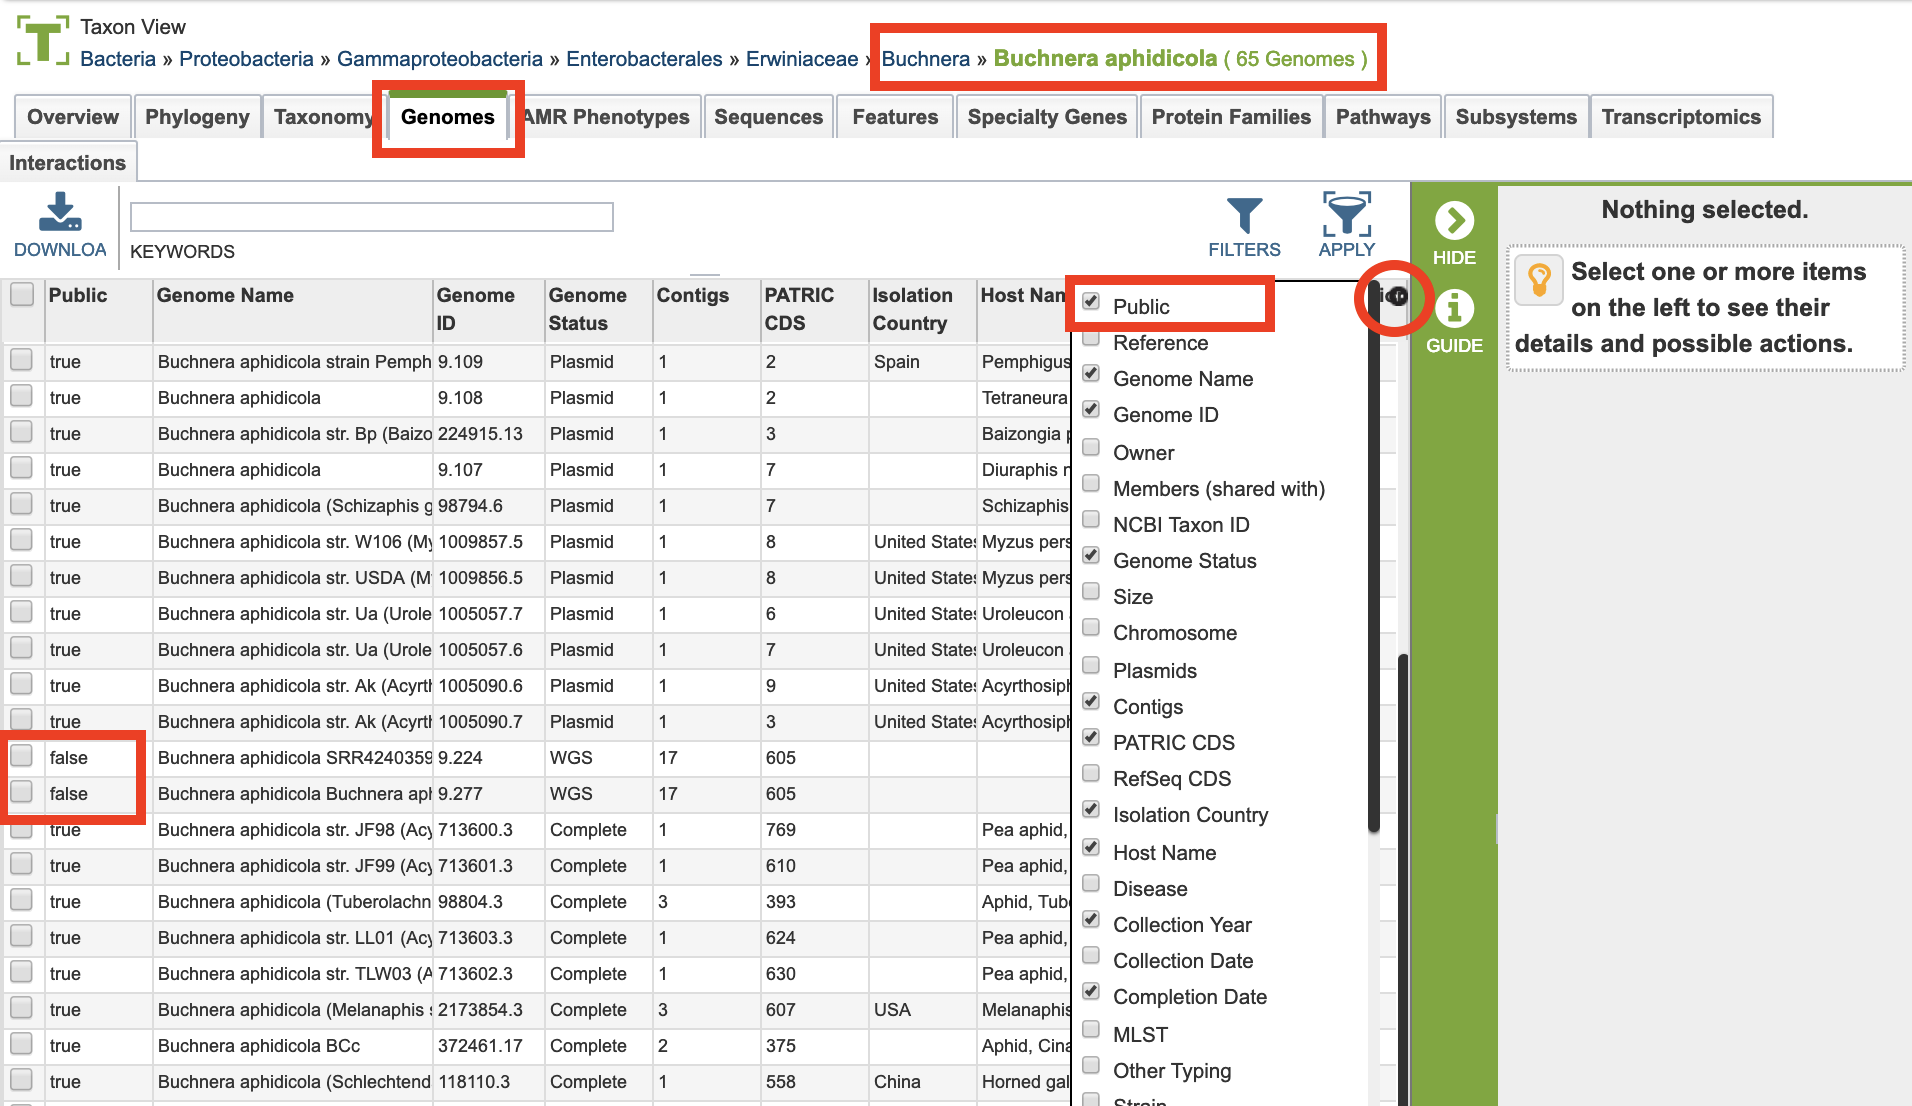 Taxon View
Bacteria » Proteobacteria » Gammaproteobacteria » Enterobacterales » Erwiniaceae » Buchnera » Buchnera aphidicola ( 65 Genomes )
Overview Phylogeny Taxonomy Genomes AMR Phenotypes Sequences Features Specialty Genes Protein Families Pathways Subsystems Transcriptomics
Interactions
DOWNLOA
KEYWORDS
FILTERS
APPLY
HIDE
GUIDE
Nothing selected.
Select one or more items
on the left to see their
details and possible actions.
Public Genome Name Genome ID Genome Status Contigs PATRIC CDS Isolation Country Host Nan
true Buchnera aphidicola strain Pemph 9.109 Plasmid 1 2 Spain Pemphigus
true Buchnera aphidicola 9.108 Plasmid 1 2 Tetraneura
true Buchnera aphidicola str. Bp (Baizo 224915.13 Plasmid 1 3 Baizongia p
true Buchnera aphidicola 9.107 Plasmid 1 7 Diuraphis n
true Buchnera aphidicola (Schizaphis g 98794.6 Plasmid 1 7 Schizaphis
true Buchnera aphidicola str. W106 (My 1009857.5 Plasmid 1 8 United States Myzus pers
true Buchnera aphidicola str. USDA (M 1009856.5 Plasmid 1 8 United States Myzus pers
true Buchnera aphidicola str. Ua (Urole 1005057.7 Plasmid 1 6 United States Uroleucon
true Buchnera aphidicola str. Ua (Urole 1005057.6 Plasmid 1 7 United States Uroleucon
true Buchnera aphidicola str. Ak (Acyrth 1005090.6 Plasmid 1 9 United States Acyrthosiph
true Buchnera aphidicola str. Ak (Acyrth 1005090.7 Plasmid 1 3 United States Acyrthosiph
false Buchnera aphidicola SRR4240359 9.224 WGS 17 605
false Buchnera aphidicola Buchnera aph 9.277 WGS 17 605
true Buchnera aphidicola str. JF98 (Acy 713600.3 Complete 1 769 Pea aphid,
true Buchnera aphidicola str. JF99 (Acy 713601.3 Complete 1 610 Pea aphid,
true Buchnera aphidicola (Tuberolachn 98804.3 Complete 3 393 Aphid, Tube
true Buchnera aphidicola str. LL01 (Acy 713603.3 Complete 1 624 Pea aphid,
true Buchnera aphidicola str. TLW03 (A 713602.3 Complete 1 630 Pea aphid,
true Buchnera aphidicola (Melanaphis s 2173854.3 Complete 3 607 USA Melanaphis
true Buchnera aphidicola BCc 372461.17 Complete 2 375 Aphid, Cina
true Buchnera aphidicola (Schlechtend 118110.3 Complete 1 558 China Horned gal
Public
Reference
Genome Name
Genome ID
Owner
Members (shared with)
NCBI Taxon ID
Genome Status
Size
Chromosome
Plasmids
Contigs
PATRIC CDS
RefSeq CDS
Isolation Country
Host Name
Disease
Collection Year
Collection Date
Completion Date
MLST
Other Typing
Strain